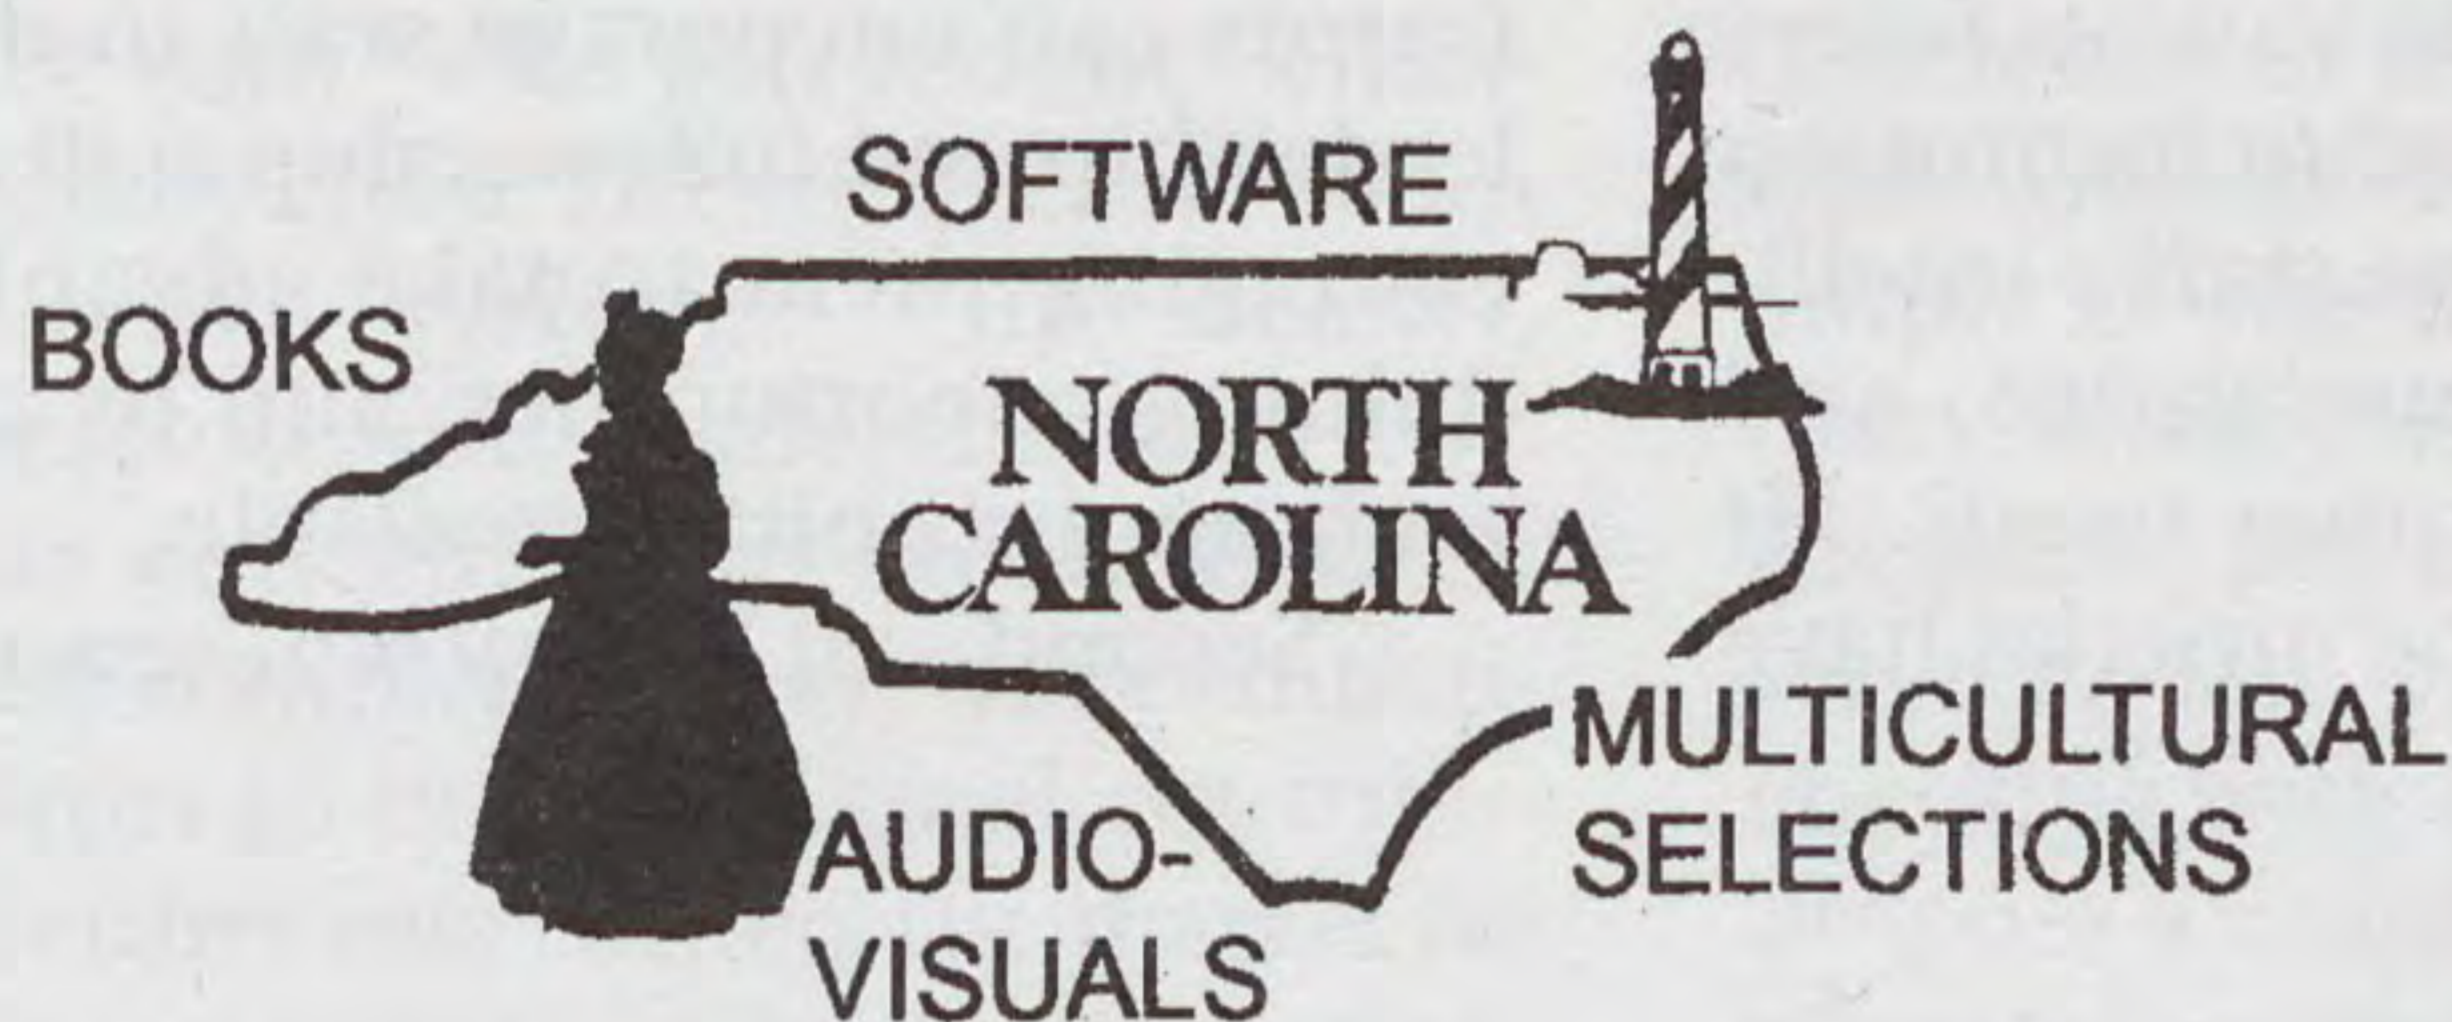 SOFTWARE
BOOKS
NORTH
CAROLINA
MULTICULTURAL
SELECTIONS
AUDIO-
VISUALS